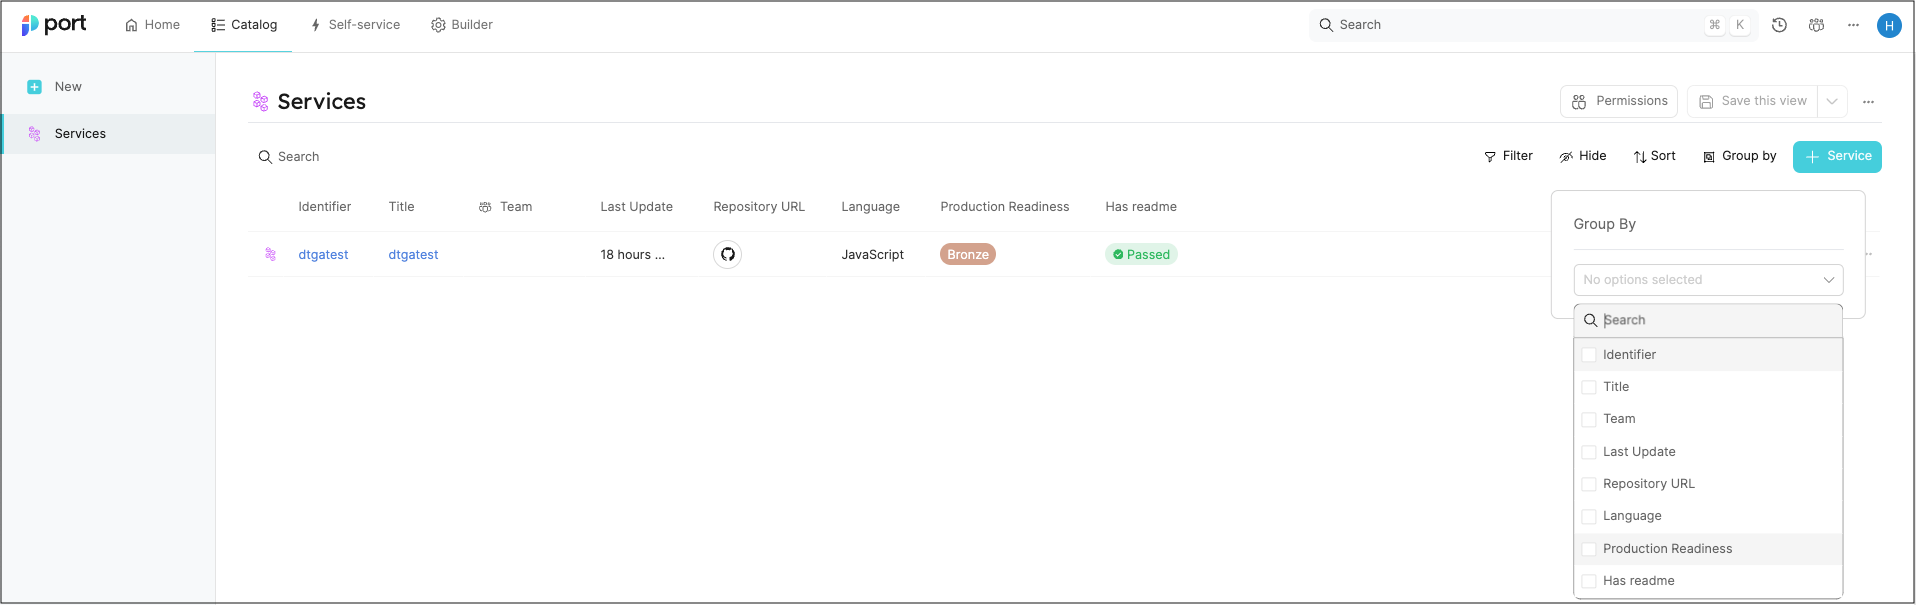 port Home Catalog Self-service Builder Search ⌘ K H
New
Services
Services Permissions Save this view
Search Filter Hide Sort Group by Service
Identifier Title Team Last Update Repository URL Language Production Readiness Has readme
dtgatest dtgatest 18 hours ... JavaScript Bronze Passed
Group By
No options selected
Search
Identifier
Title
Team
Last Update
Repository URL
Language
Production Readiness
Has readme